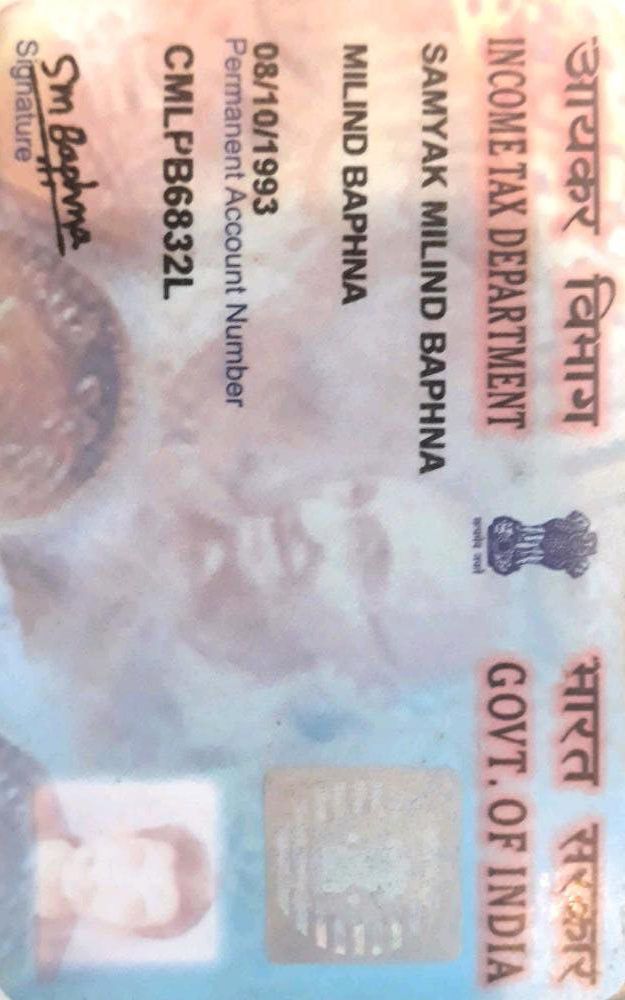 आयकर विभाग
भारत सरकार
INCOME TAX DEPARTMENT
GOVT. OF INDIA
सत्यमेव जयते
SAMYAK MILIND BAPHNA
MILIND BAPHNA
08/10/1993
Permanent Account Number
CMLPB6832L
SM Baphna
Signature